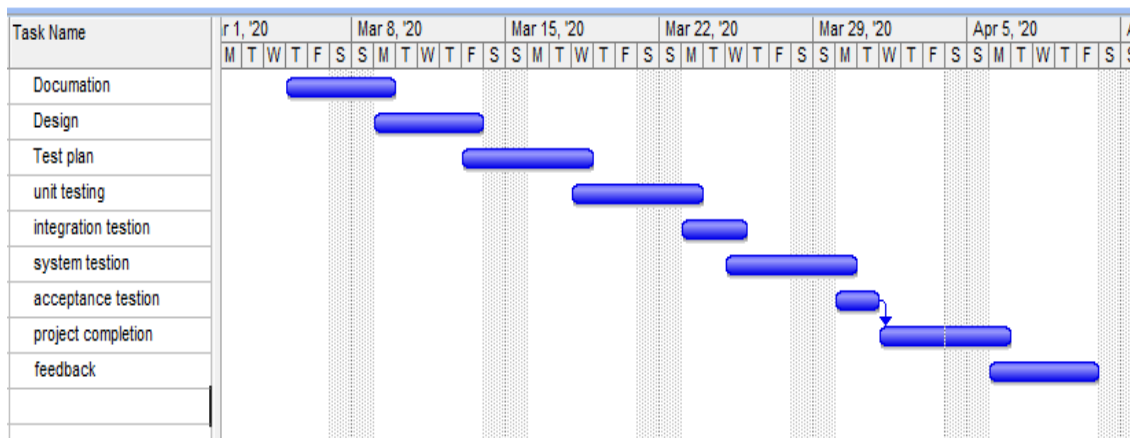 Task Name
r 1, '20 Mar 8, '20 Mar 15, '20 Mar 22, '20 Mar 29, '20 Apr 5, '20
M T W T F S S M T W T F S S M T W T F S S M T W T F S S M T W T F S S M T W T F S
Documation
Design
Test plan
unit testing
integration testion
system testion
acceptance testion
project completion
feedback